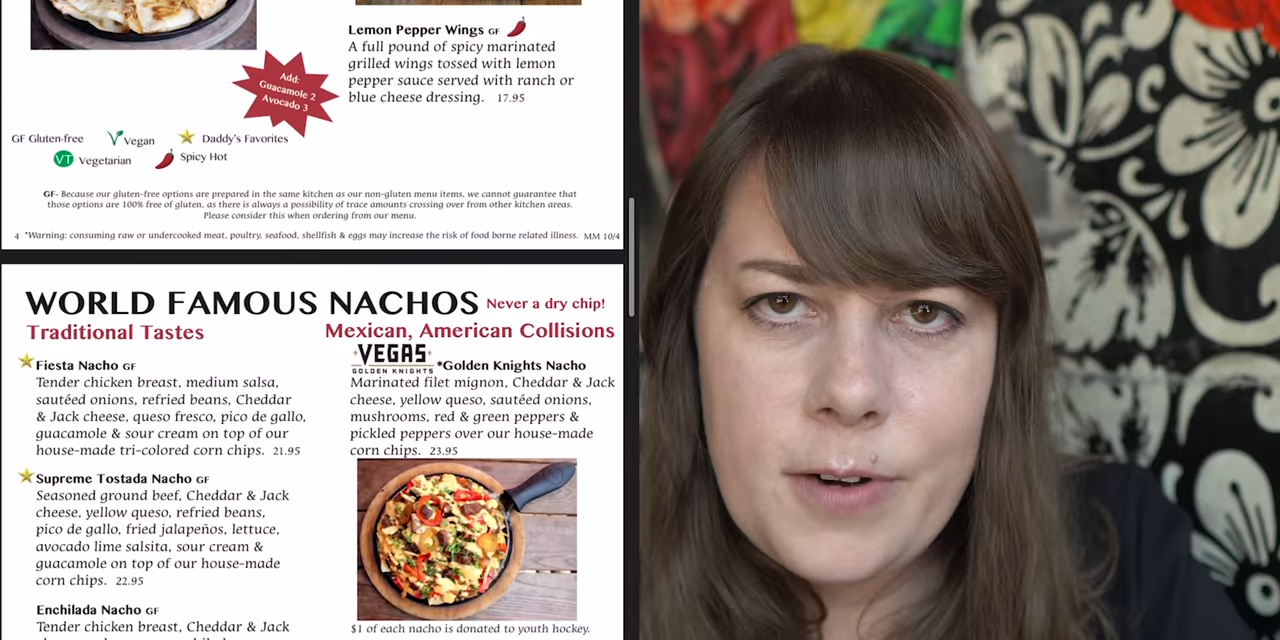 Lemon Pepper Wings GF
A full pound of spicy marinated
grilled wings tossed with lemon
pepper sauce served with ranch or
blue cheese dressing. 17.95
Add:
Guacamole 2
Avocado 3
GF Gluten-free
Vegan
Daddy's Favorites
VT Vegetarian
Spicy Hot
GF- Because our gluten-free options are prepared in the same kitchen as our non-gluten menu items, we cannot guarantee that
those options are 100% free of gluten, as there is always a possibility of trace amounts crossing over from other kitchen areas.
Please consider this when ordering from our menu.
4 *Warning: consuming raw or undercooked meat, poultry, seafood, shellfish & eggs may increase the risk of food borne related illness. MM 10/4
WORLD FAMOUS NACHOS Never a dry chip!
Traditional Tastes
Fiesta Nacho GF
Tender chicken breast, medium salsa,
sautéed onions, refried beans, Cheddar
& Jack cheese, queso fresco, pico de gallo,
guacamole & sour cream on top of our
house-made tri-colored corn chips. 21.95
Supreme Tostada Nacho GF
Seasoned ground beef, Cheddar & Jack
cheese, yellow queso, refried beans,
pico de gallo, fried jalapeños, lettuce,
avocado lime salsita, sour cream &
guacamole on top of our house-made
corn chips. 22.95
Enchilada Nacho GF
Tender chicken breast, Cheddar & Jack
Mexican, American Collisions
VEGAS
GOLDEN KNIGHTS *Golden Knights Nacho
Marinated filet mignon, Cheddar & Jack
cheese, yellow queso, sautéed onions,
mushrooms, red & green peppers &
pickled peppers over our house-made
corn chips. 23.95
$1 of each nacho is donated to youth hockey.